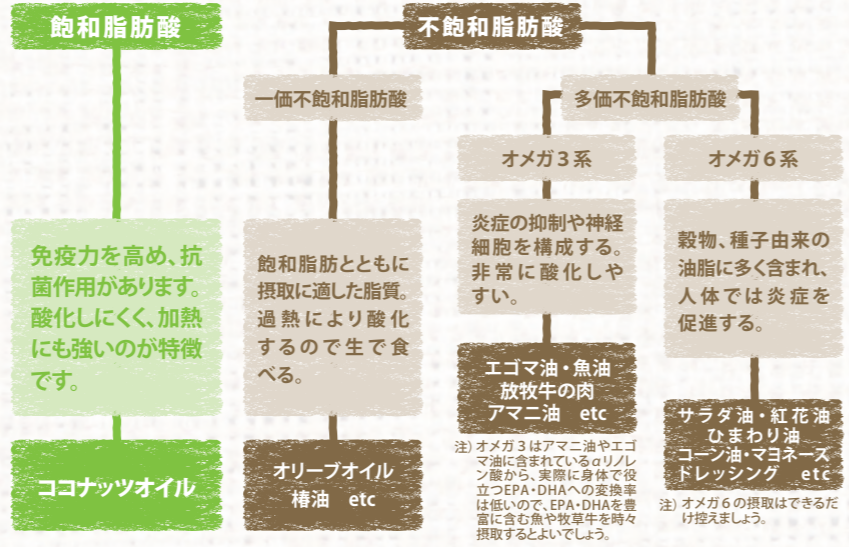 飽和脂肪酸
不飽和脂肪酸
一価不飽和脂肪酸
多価不飽和脂肪酸
オメガ3系
オメガ6系
免疫力を高め、抗
菌作用があります。
酸化しにくく、加熱
にも強いのが特徴
です。
飽和脂肪とともに
摂取に適した脂質。
過熱により酸化
するので生で食
べる。
炎症の抑制や神経
細胞を構成する。
非常に酸化しや
すい。
穀物、種子由来の
油脂に多く含まれ、
人体では炎症を
促進する。
ココナッツオイル
オリーブオイル
椿油 etc
エゴマ油・魚油
放牧牛の肉
アマニ油 etc
注）オメガ3はアマニ油やエゴ
マ油に含まれているαリノレ
ン酸から、実際に身体で役
立つEPA・DHAへの変換率
は低いので、EPA・DHAを豊
富に含む魚や牧草牛を時々
摂取するとよいでしょう。
サラダ油・紅花油
ひまわり油
コーン油・マヨネーズ
ドレッシング etc
注）オメガ6の摂取はできるだ
け控えましょう。